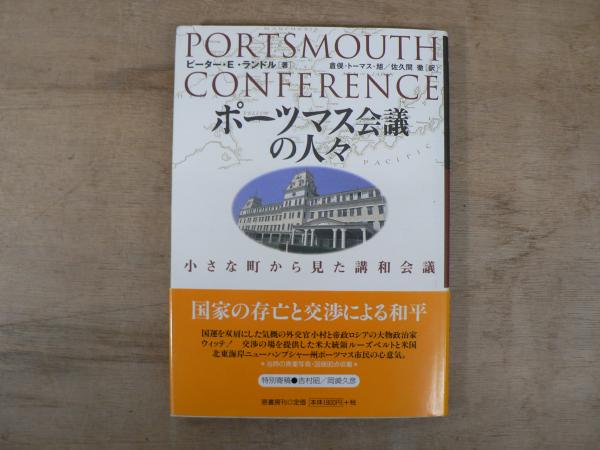 PORTSMOUTH
ピーター・E・ランドル[著]
倉俣・トーマス・旭／佐久間 徹[訳]
CONFERENCE
ポーツマス会議
の人々
PACIFIC
小さな町から見た講和会議
国家の存亡と交渉による和平
国運を双肩にした気概の外交官小村と帝政ロシアの大物政治家
ウィッテ! 交渉の場を提供した米大統領ルーズベルトと米国
北東海岸ニューハンプシャー州ポーツマス市民の心意気。
特別寄稿●吉村昭／岡崎久彦
原書房刊◎定価 本体1800円+税